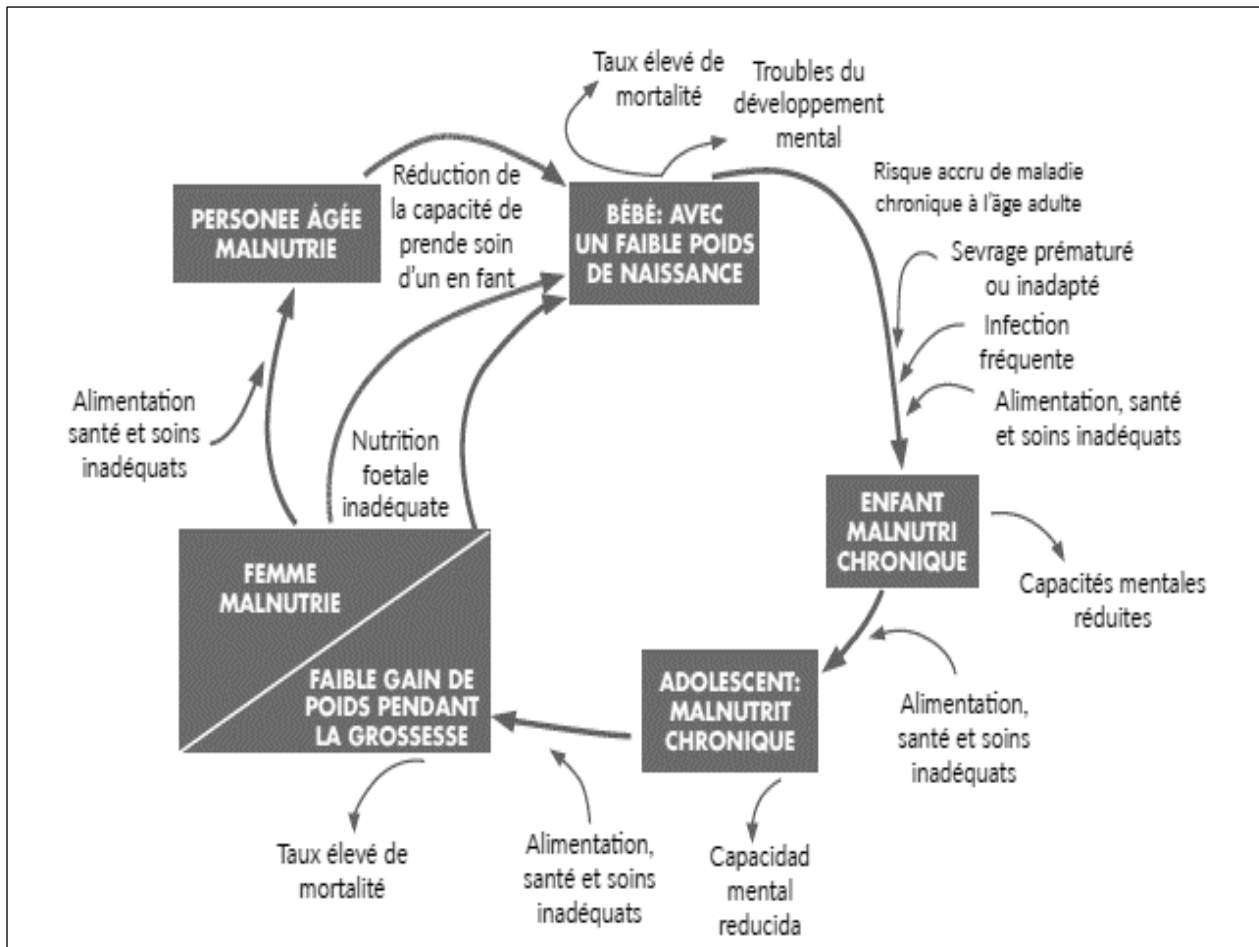 Taux élevé de
mortalité
Troubles du
développement
mental
Risque accru de maladie
chronique à l'âge adulte
Sevrage prématuré
ou inadapté
Infection
fréquente
Alimentation, santé
et soins inadéquats
BÉBÉ: AVEC
UN FAIBLE POIDS
DE NAISSANCE
Réduction de
la capacité de
prende soin
d'un en fant
PERSONEE ÁGÉE
MALNUTRIE
Alimentation
santé et soins
inadéquats
Nutrition
foetale
inadéquate
ENFANT
MALNUTRI
CHRONIQUE
Capacités mentales
réduites
FEMME
MALNUTRIE
FAIBLE GAIN DE
POIDS PENDANT
LA GROSSESSE
ADOLESCENT:
MALNUTRIT
CHRONIQUE
Alimentation,
santé et soins
inadéquats
Taux élevé de
mortalité
Alimentation,
santé et soins
inadéquats
Capacidad
mental
reducida